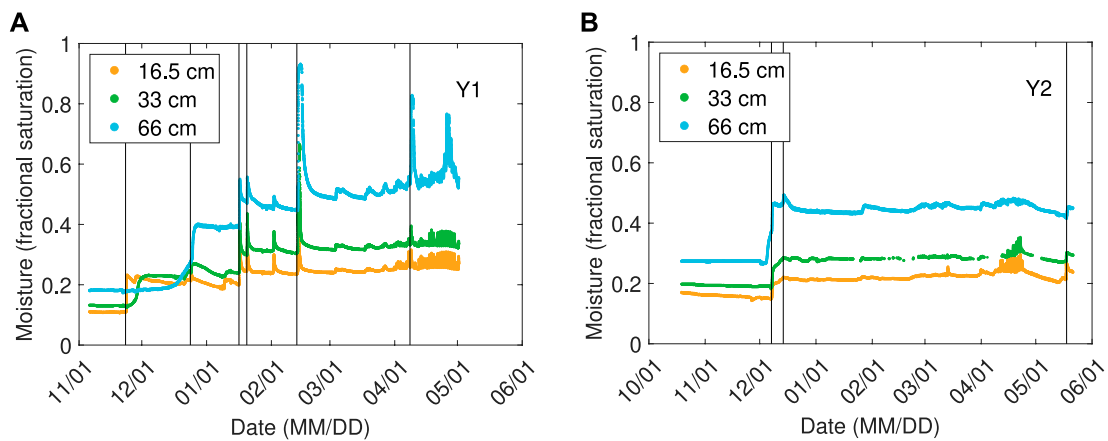 A
Moisture (fractional saturation)
1
0.8
0.6
0.4
0.2
0
16.5 cm
33 cm
66 cm
Y1
11/01
12/01
01/01
02/01
03/01
04/01
05/01
06/01
Date (MM/DD)
B
Moisture (fractional saturation)
1
0.8
0.6
0.4
0.2
0
16.5 cm
33 cm
66 cm
Y2
10/01
11/01
12/01
01/01
02/01
03/01
04/01
05/01
06/01
Date (MM/DD)